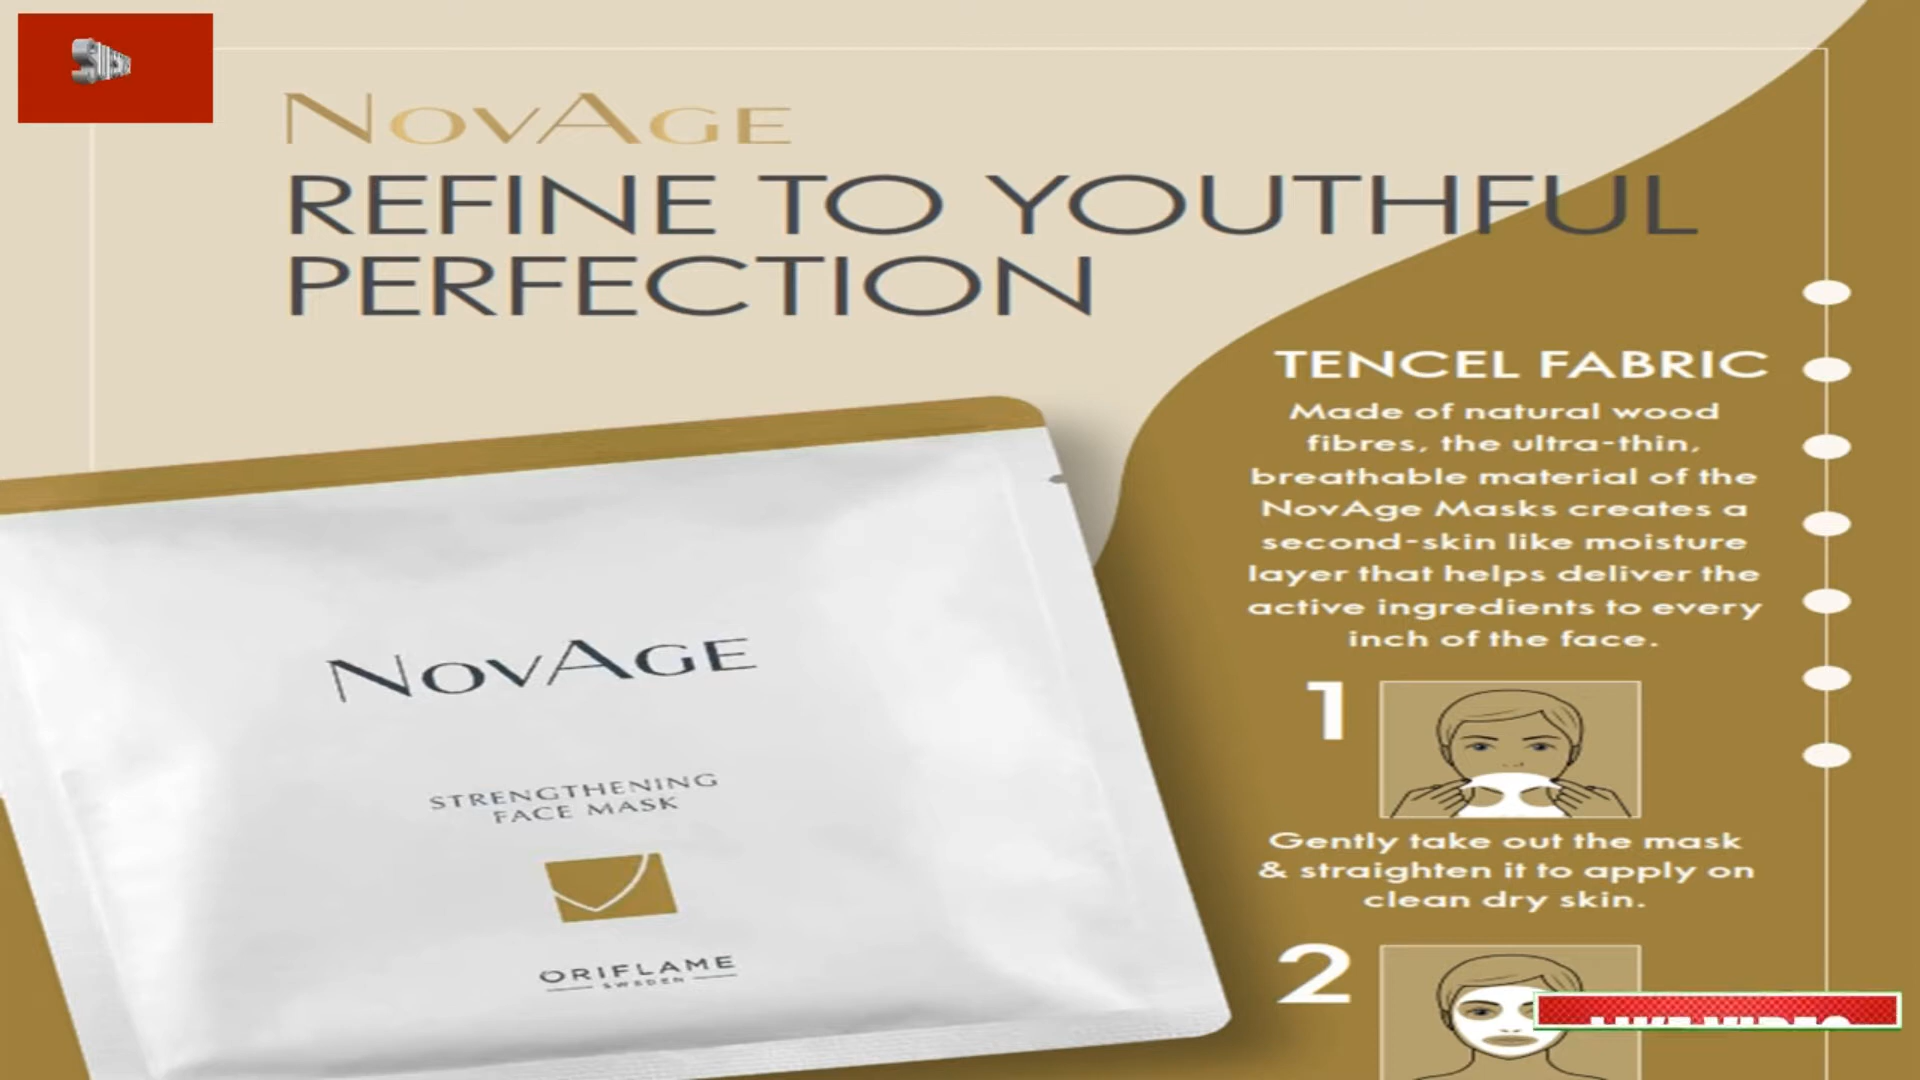 NOVAGE
REFINE TO YOUTHFUL
PERFECTION
TENCEL FABRIC
Made of natural wood
fibres, the ultra-thin,
breathable material of the
NovAge Masks creates a
second-skin like moisture
layer that helps deliver the
active ingredients to every
inch of the face.
NOVAGE
STRENGTHENING
FACE MASK
ORIFLAME
SWEDEN
1
Gently take out the mask
& straighten it to apply on
clean dry skin.
2